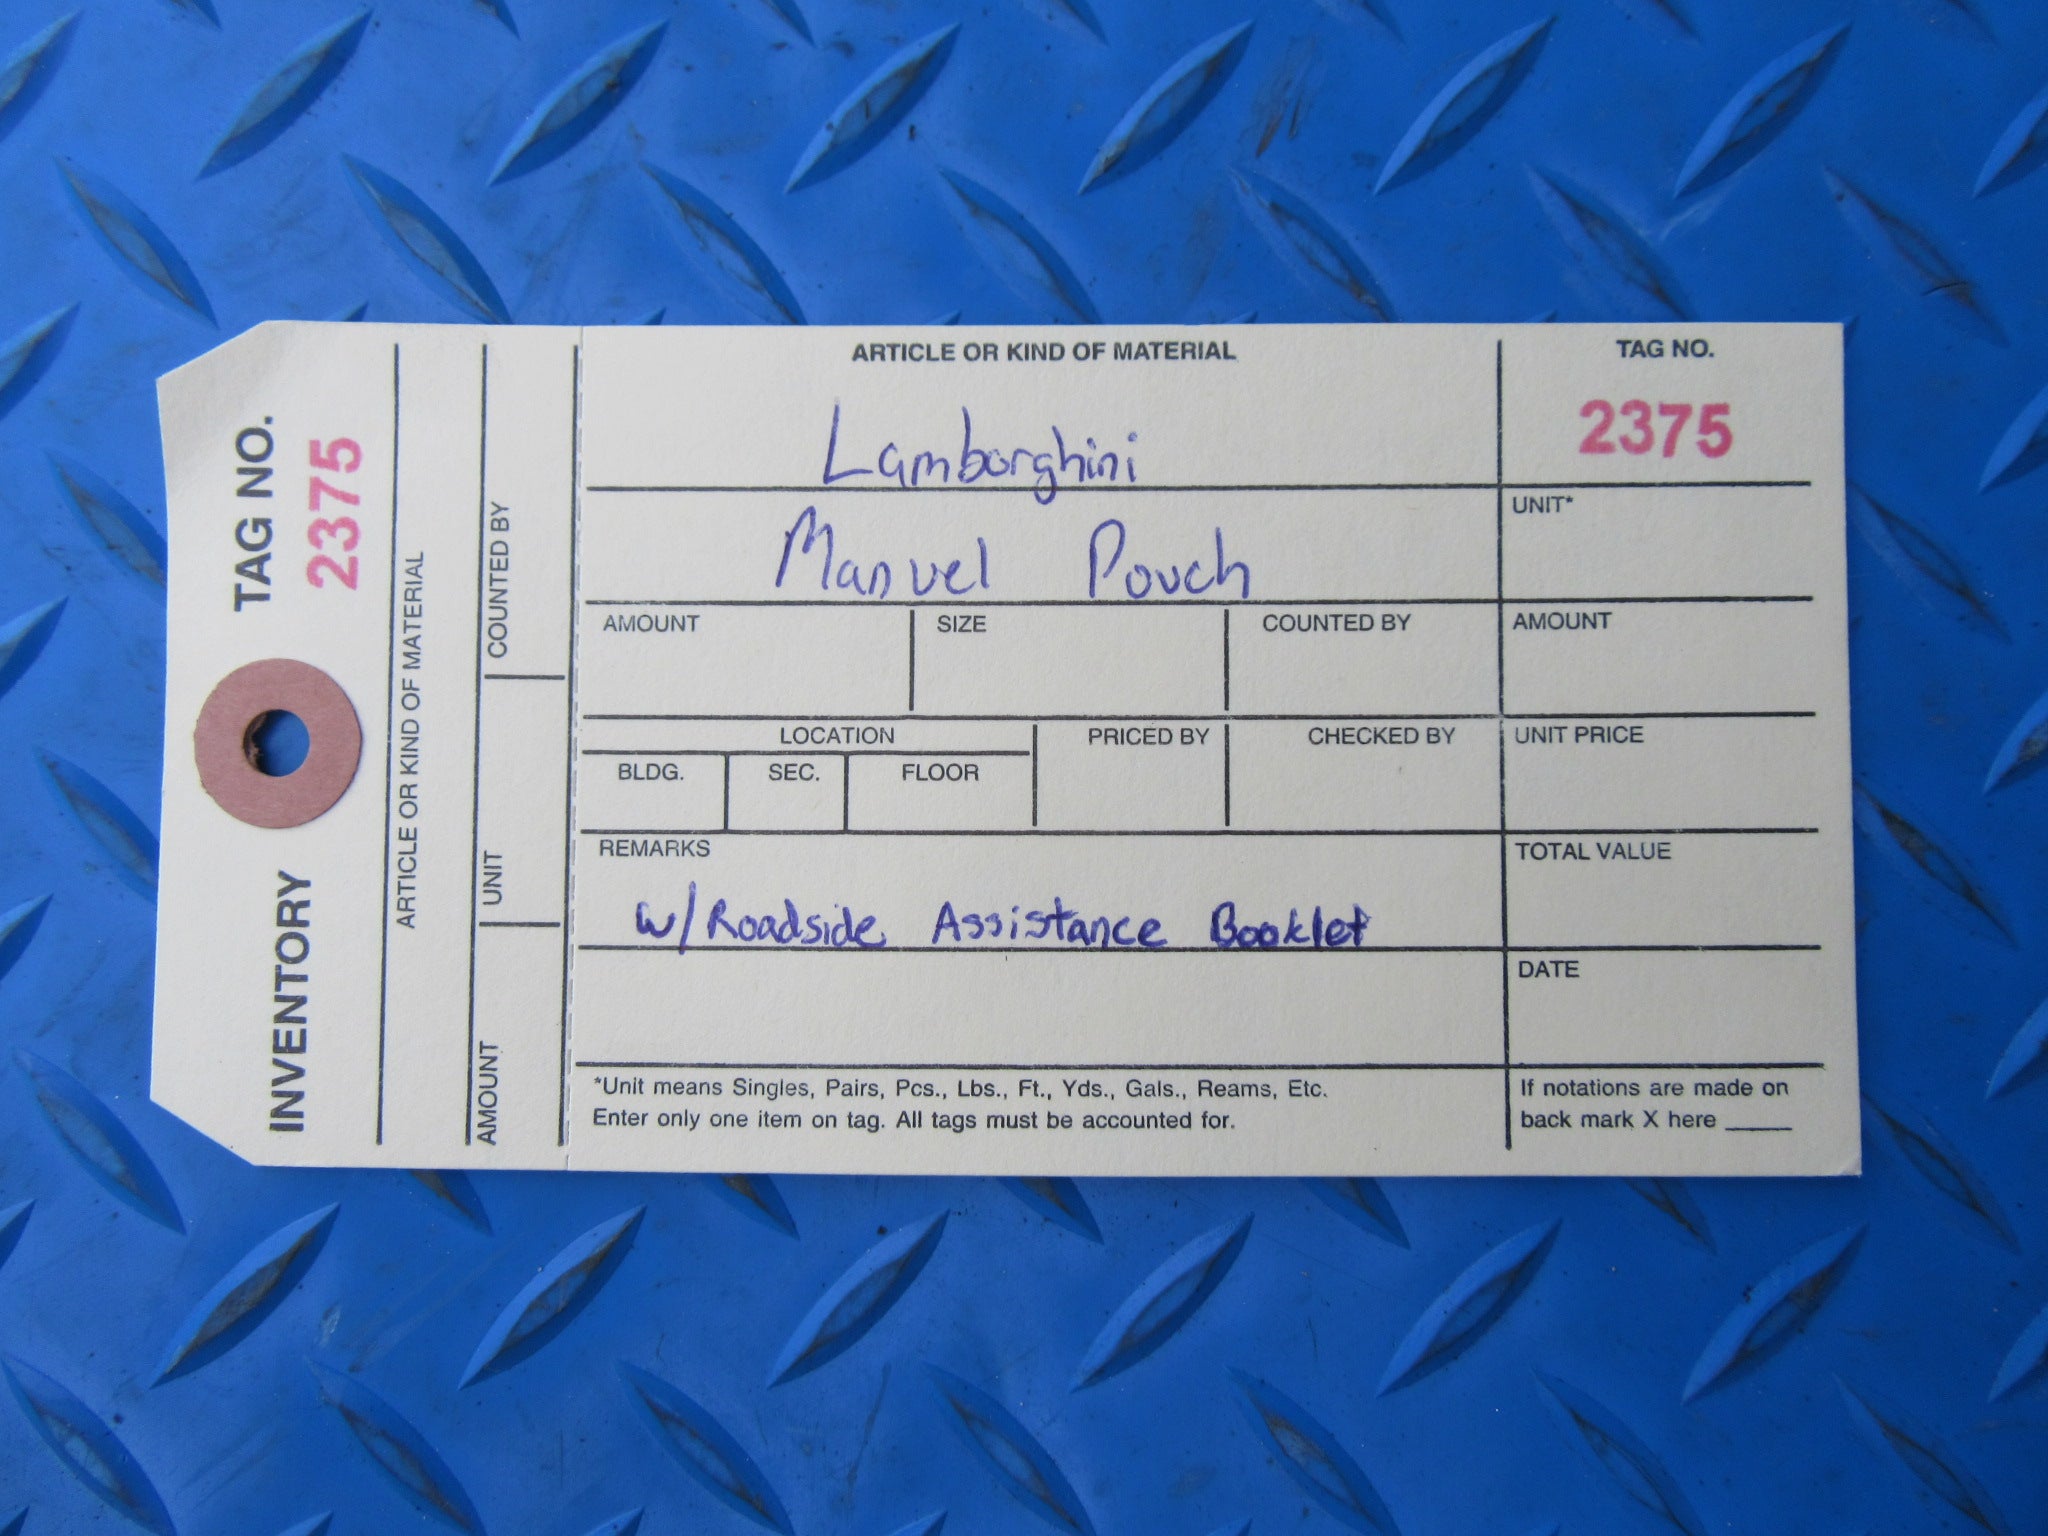 INVENTORY TAG NO.
2375
ARTICLE OR KIND OF MATERIAL
AMOUNT UNIT COUNTED BY
ARTICLE OR KIND OF MATERIAL
Lamborghini
Manuel Pouch
TAG NO.
2375
UNIT*
AMOUNT SIZE COUNTED BY AMOUNT
LOCATION PRICED BY CHECKED BY UNIT PRICE
BLDG. SEC. FLOOR
REMARKS TOTAL VALUE
w/Roadside Assistance Booklet
DATE
*Unit means Singles, Pairs, Pcs., Lbs., Ft., Yds., Gals., Reams, Etc.
Enter only one item on tag. All tags must be accounted for.
If notations are made on
back mark X here _____